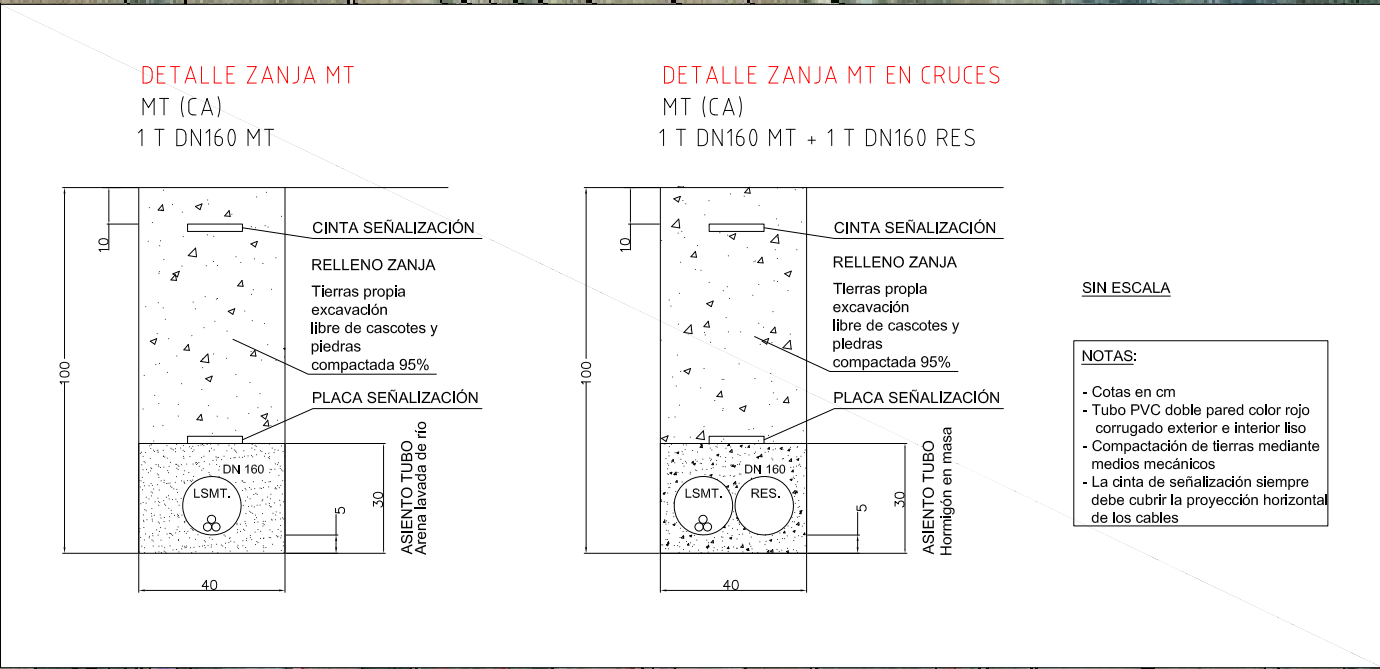 DETALLE ZANJA MT
MT (CA)
1 T DN160 MT
100
10
CINTA SEÑALIZACIÓN
RELLENO ZANJA
Tierras propia
excavación
libre de cascotes y
piedras
compactada 95%
PLACA SEÑALIZACIÓN
DN 160
LSMT.
5
30
ASIENTO TUBO
Arena lavada de río
40
DETALLE ZANJA MT EN CRUCES
MT (CA)
1 T DN160 MT + 1 T DN160 RES
100
10
CINTA SEÑALIZACIÓN
RELLENO ZANJA
Tierras propia
excavación
libre de cascotes y
piedras
compactada 95%
PLACA SEÑALIZACIÓN
DN 160
LSMT.
RES.
5
30
ASIENTO TUBO
Hormigón en masa
40
SIN ESCALA
NOTAS:
- Cotas en cm
- Tubo PVC doble pared color rojo
corrugado exterior e interior liso
- Compactación de tierras mediante
medios mecánicos
- La cinta de señalización siempre
debe cubrir la proyección horizontal
de los cables